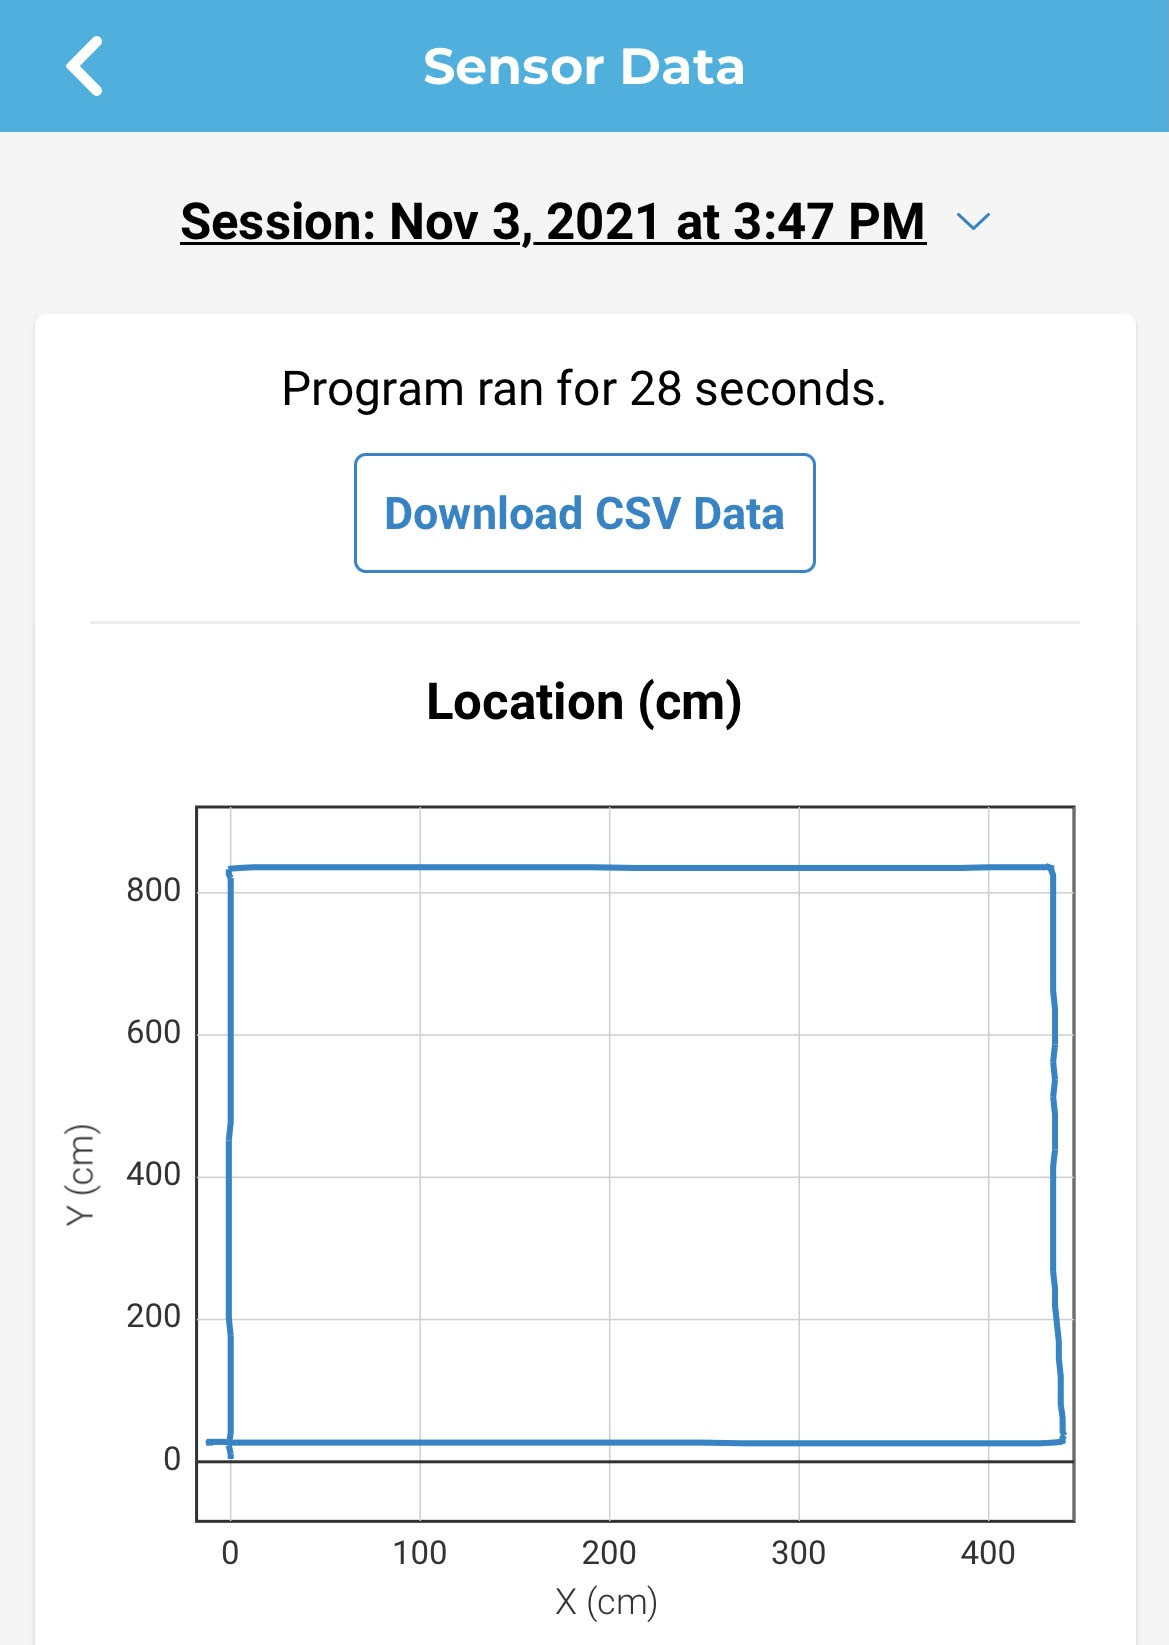 Sensor Data
Session: Nov 3, 2021 at 3:47 PM
Program ran for 28 seconds.
Download CSV Data
Location (cm)
800
600
400
200
0
Y (cm)
0 100 200 300 400
X (cm)